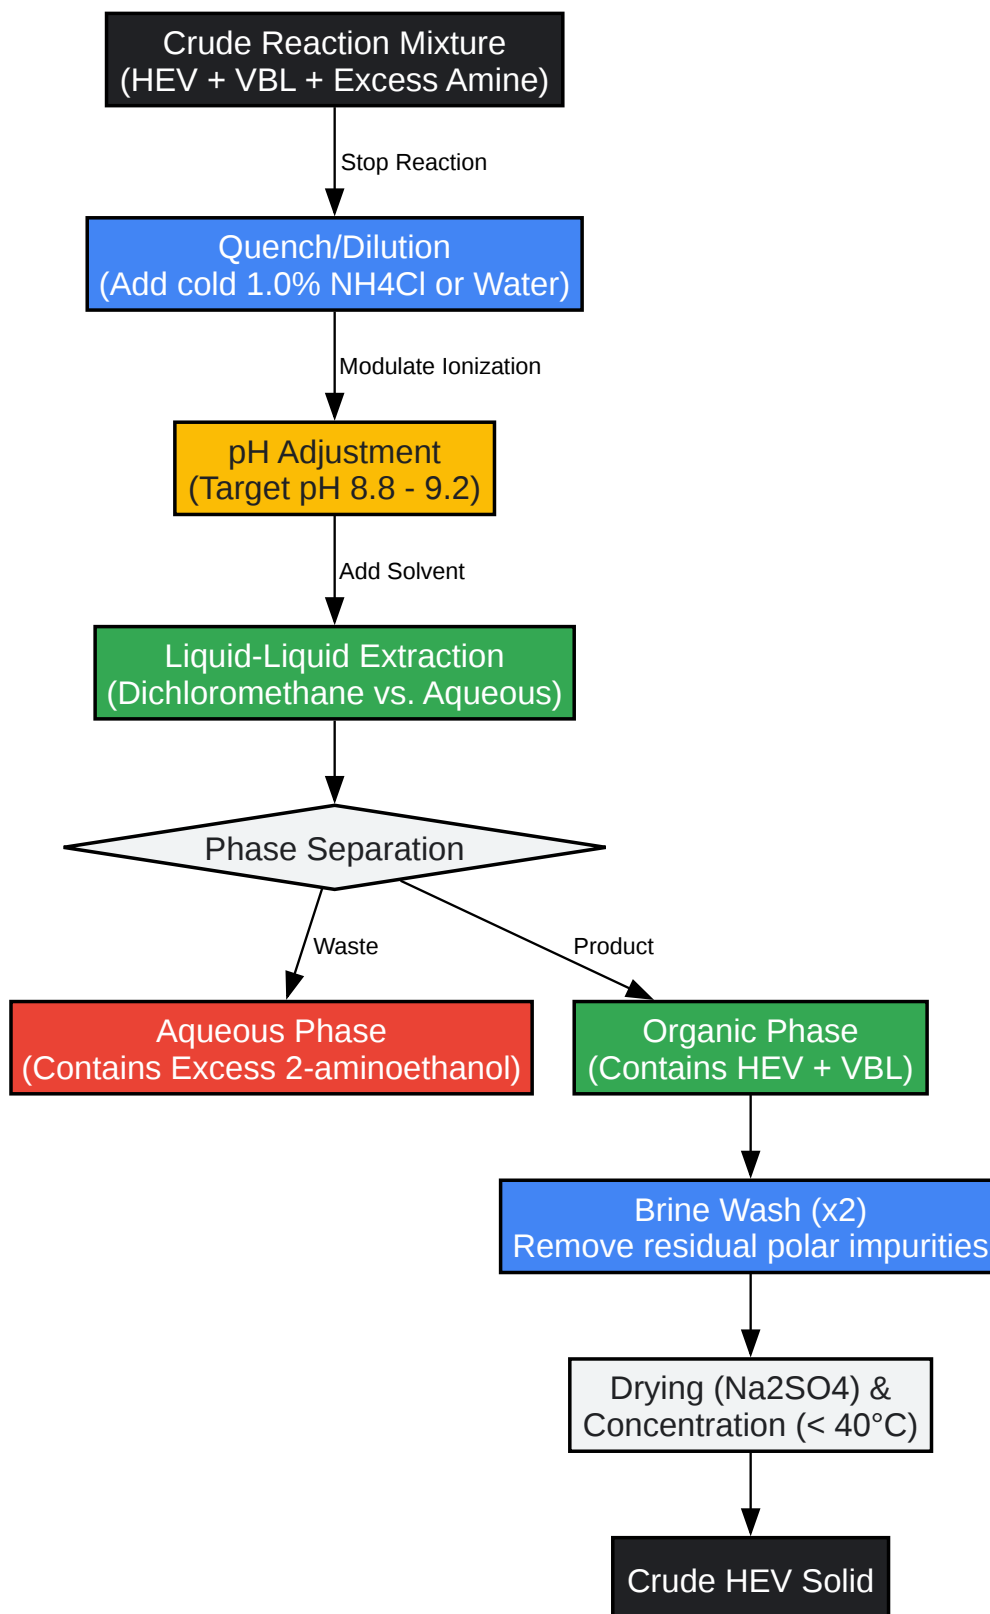 Crude Reaction Mixture
(HEV + VBL + Excess Amine)
Stop Reaction
Quench/Dilution
(Add cold 1.0% NH4Cl or Water)
Modulate Ionization
pH Adjustment
(Target pH 8.8 - 9.2)
Add Solvent
Liquid-Liquid Extraction
(Dichloromethane vs. Aqueous)
Phase Separation
Waste
Product
Aqueous Phase
(Contains Excess 2-aminoethanol)
Organic Phase
(Contains HEV + VBL)
Brine Wash (x2)
Remove residual polar impurities
Drying (Na2SO4) &
Concentration (< 40°C)
Crude HEV Solid